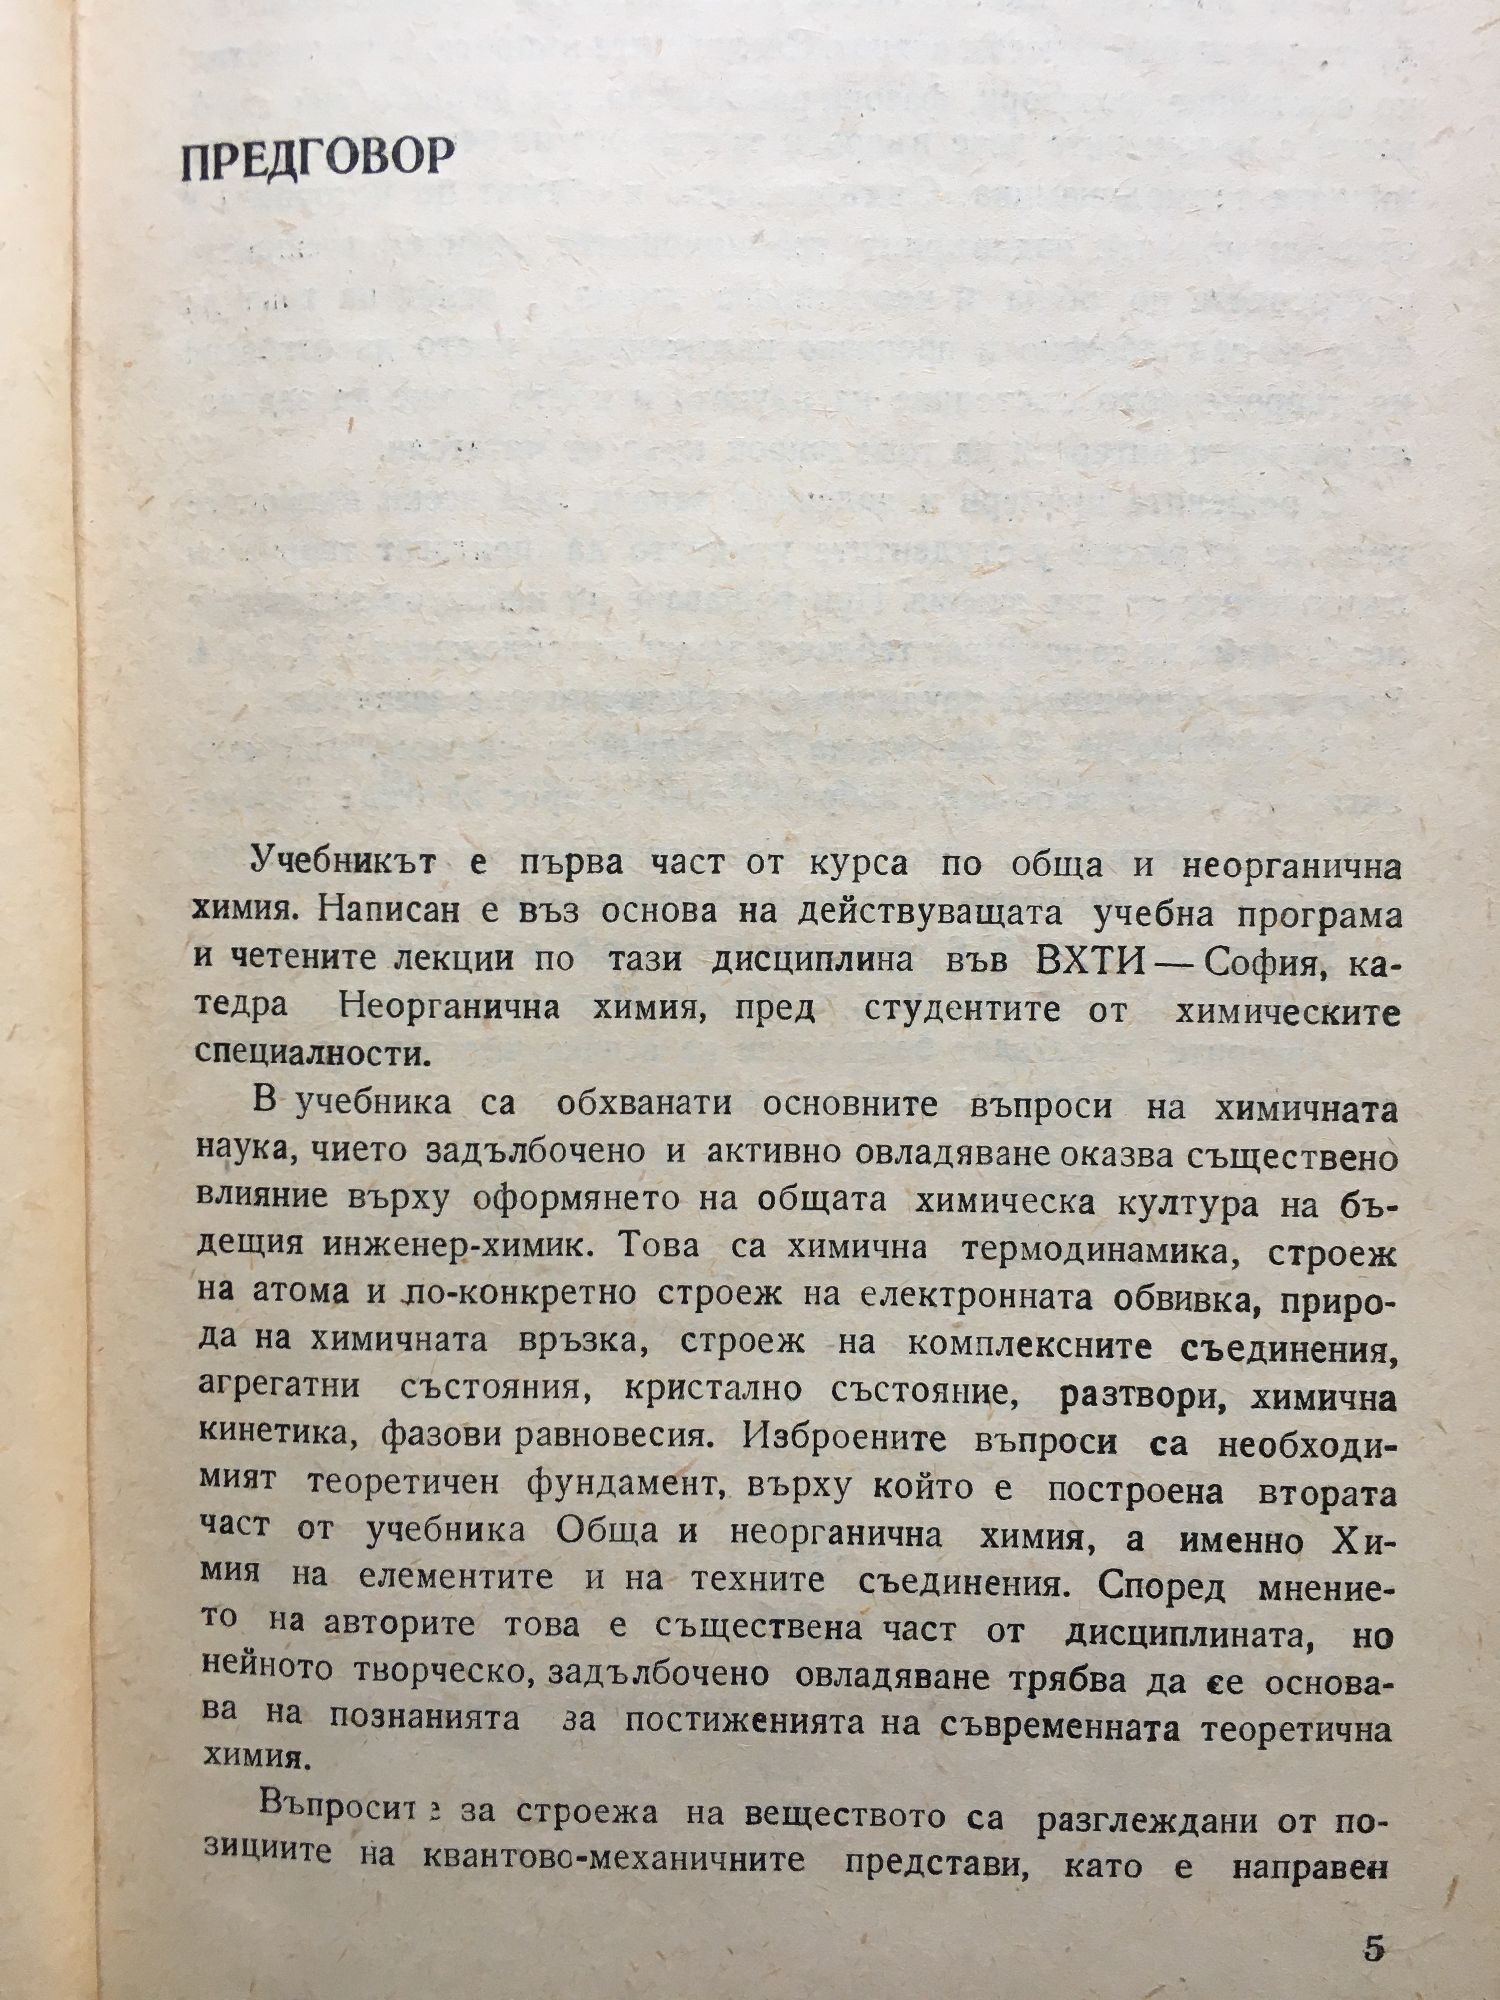 ПРЕДГОВОР
Учебникът е първа част от курса по обща и неорганична
химия. Написан е въз основа на действуващата учебна програма
и четените лекции по тази дисциплина във ВХТИ — София, ка-
тедра Неорганична химия, пред студентите от химическите
специалности.
В учебника са обхванати основните въпроси на химичната
наука, чието задълбочено и активно овладяване оказва съществено
влияние върху оформянето на общата химическа култура на бъ-
дещия инженер-химик. Това са химична термодинамика, строеж
на атома и по-конкретно строеж на електронната обвивка, приро-
да на химичната връзка, строеж на комплексните съединения,
агрегатни състояния, кристално състояние, разтвори, химична
кинетика, фазови равновесия. Изброените въпроси са необходи-
мият теоретичен фундамент, върху който е построена втората
част от учебника Обща и неорганична химия, а именно Хи-
мия на елементите и на техните съединения. Според мнение-
то на авторите това е съществена част от дисциплината, но
нейното творческо, задълбочено овладяване трябва да се основа-
ва на познанията за постиженията на съвременната теоретична
химия.
Въпросите за строежа на веществото са разглеждани от по-
зициите на квантово-механичните представи, като е направен
5